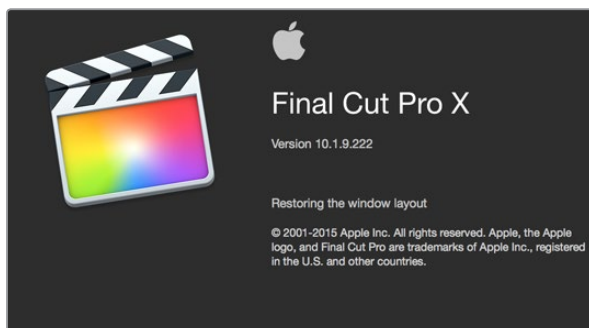 Final Cut Pro X
Version 10.1.9.222
Restoring the window layout
© 2001-2015 Apple Inc. All rights reserved. Apple, the Apple
logo, and Final Cut Pro are trademarks of Apple Inc., registered
in the U.S. and other countries.